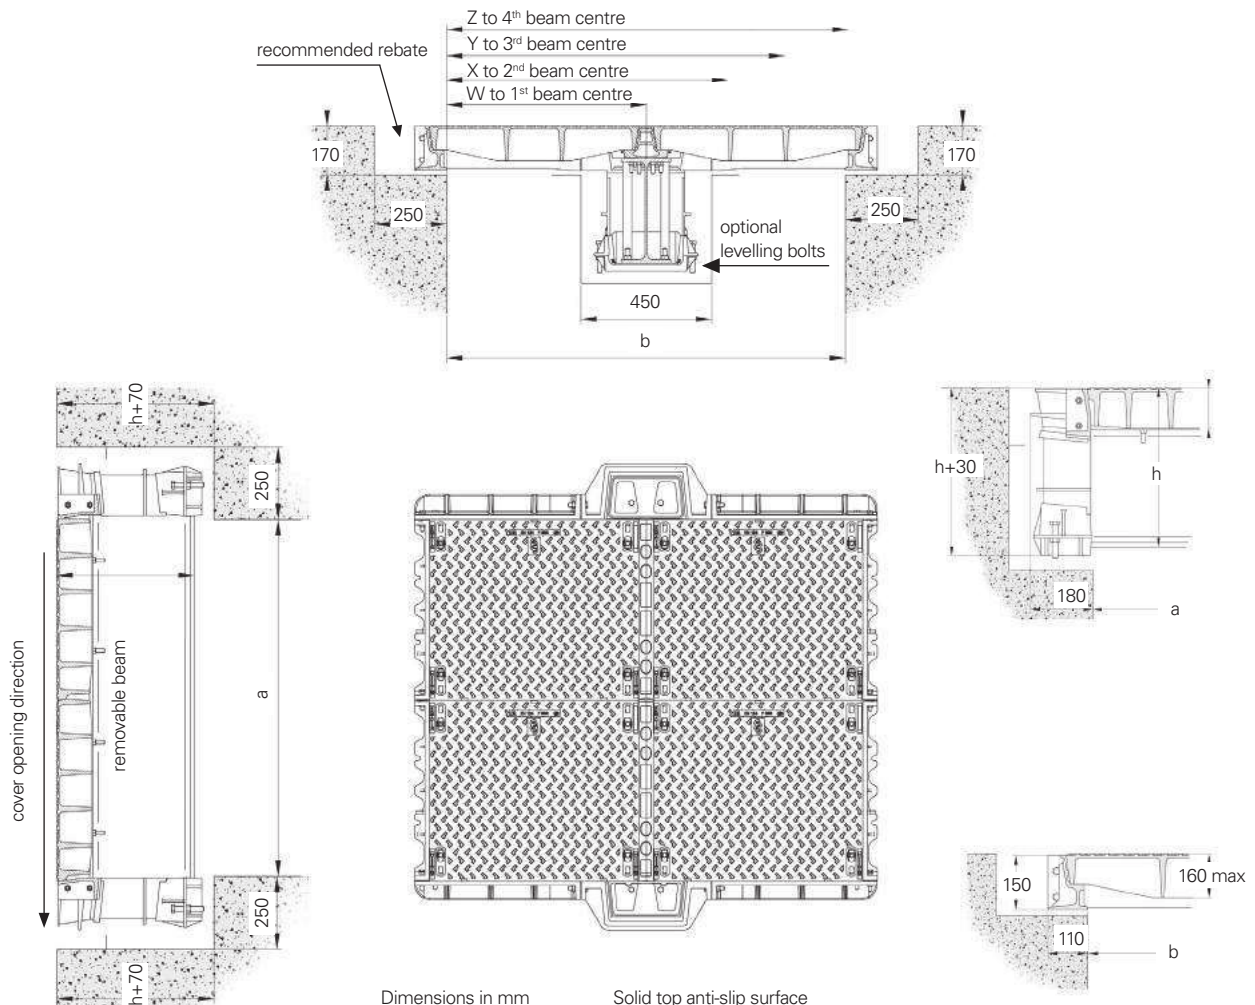 Z to 4th beam centre
recommended rebate
Y to 3rd beam centre
X to 2nd beam centre
W to 1st beam centre
170
170
250
250
optional
levelling bolts
450
b
h+70
250
cover opening direction
removable beam
a
250
h+70
h+30
h
180
a
150
160 max
110
b
Dimensions in mm
Solid top anti-slip surface